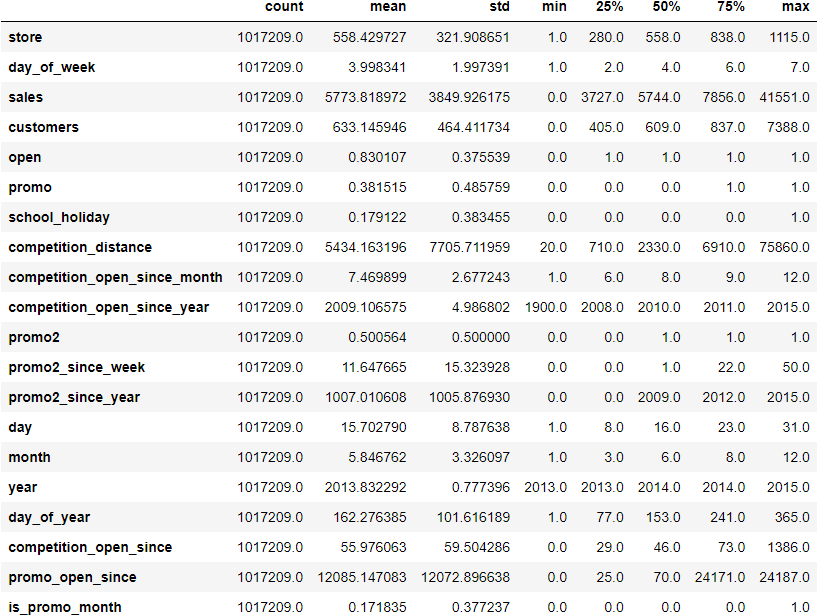 count mean std min 25% 50% 75% max
store 1017209.0 558.429727 321.908651 1.0 280.0 558.0 838.0 1115.0
day_of_week 1017209.0 3.998341 1.997391 1.0 2.0 4.0 6.0 7.0
sales 1017209.0 5773.818972 3849.926175 0.0 3727.0 5744.0 7856.0 41551.0
customers 1017209.0 633.145946 464.411734 0.0 405.0 609.0 837.0 7388.0
open 1017209.0 0.830107 0.375539 0.0 1.0 1.0 1.0 1.0
promo 1017209.0 0.381515 0.485759 0.0 0.0 0.0 1.0 1.0
school_holiday 1017209.0 0.179122 0.383455 0.0 0.0 0.0 0.0 1.0
competition_distance 1017209.0 5434.163196 7705.711959 20.0 710.0 2330.0 6910.0 75860.0
competition_open_since_month 1017209.0 7.469899 2.677243 1.0 6.0 8.0 9.0 12.0
competition_open_since_year 1017209.0 2009.106575 4.986802 1900.0 2008.0 2010.0 2011.0 2015.0
promo2 1017209.0 0.500564 0.500000 0.0 0.0 1.0 1.0 1.0
promo2_since_week 1017209.0 11.647665 15.323928 0.0 0.0 1.0 22.0 50.0
promo2_since_year 1017209.0 1007.010608 1005.876930 0.0 0.0 2009.0 2012.0 2015.0
day 1017209.0 15.702790 8.787638 1.0 8.0 16.0 23.0 31.0
month 1017209.0 5.846762 3.326097 1.0 3.0 6.0 8.0 12.0
year 1017209.0 2013.832292 0.777396 2013.0 2013.0 2014.0 2014.0 2015.0
day_of_year 1017209.0 162.276385 101.616189 1.0 77.0 153.0 241.0 365.0
competition_open_since 1017209.0 55.976063 59.504286 0.0 29.0 46.0 73.0 1386.0
promo_open_since 1017209.0 12085.147083 12072.896638 0.0 25.0 70.0 24171.0 24187.0
is_promo_month 1017209.0 0.171835 0.377237 0.0 0.0 0.0 0.0 1.0